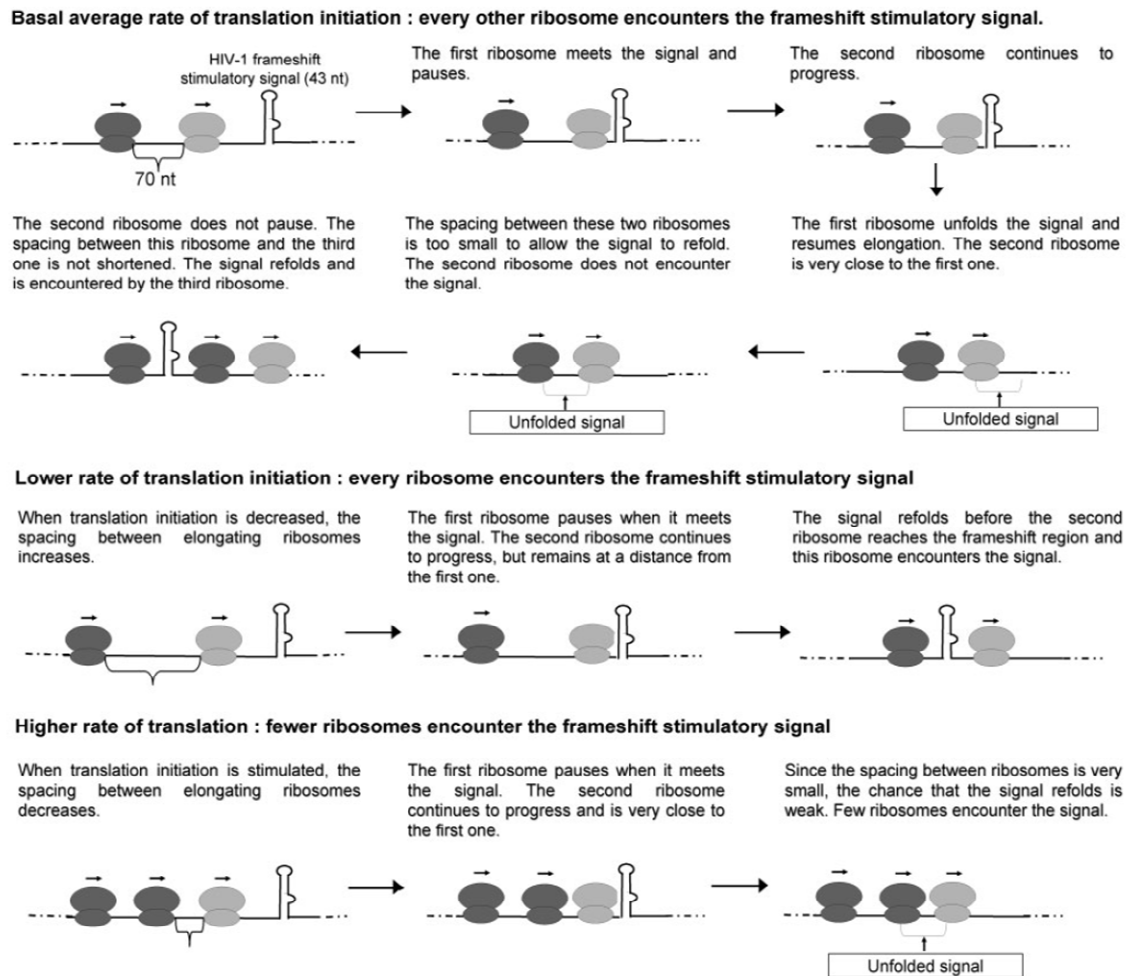 Basal average rate of translation initiation : every other ribosome encounters the frameshift stimulatory signal.
HIV-1 frameshift
stimulatory signal (43 nt)
70 nt
The first ribosome meets the signal and
pauses.
The second ribosome continues to
progress.
The first ribosome unfolds the signal and
resumes elongation. The second ribosome
is very close to the first one.
Unfolded signal
The spacing between these two ribosomes
is too small to allow the signal to refold.
The second ribosome does not encounter
the signal.
Unfolded signal
The second ribosome does not pause. The
spacing between this ribosome and the third
one is not shortened. The signal refolds and
is encountered by the third ribosome.
Lower rate of translation initiation : every ribosome encounters the frameshift stimulatory signal
When translation initiation is decreased, the
spacing between elongating ribosomes
increases.
The first ribosome pauses when it meets
the signal. The second ribosome continues
to progress, but remains at a distance from
the first one.
The signal refolds before the second
ribosome reaches the frameshift region and
this ribosome encounters the signal.
Higher rate of translation : fewer ribosomes encounter the frameshift stimulatory signal
When translation initiation is stimulated, the
spacing between elongating ribosomes
decreases.
The first ribosome pauses when it meets
the signal. The second ribosome
continues to progress and is very close to
the first one.
Since the spacing between ribosomes is very
small, the chance that the signal refolds is
weak. Few ribosomes encounter the signal.
Unfolded signal